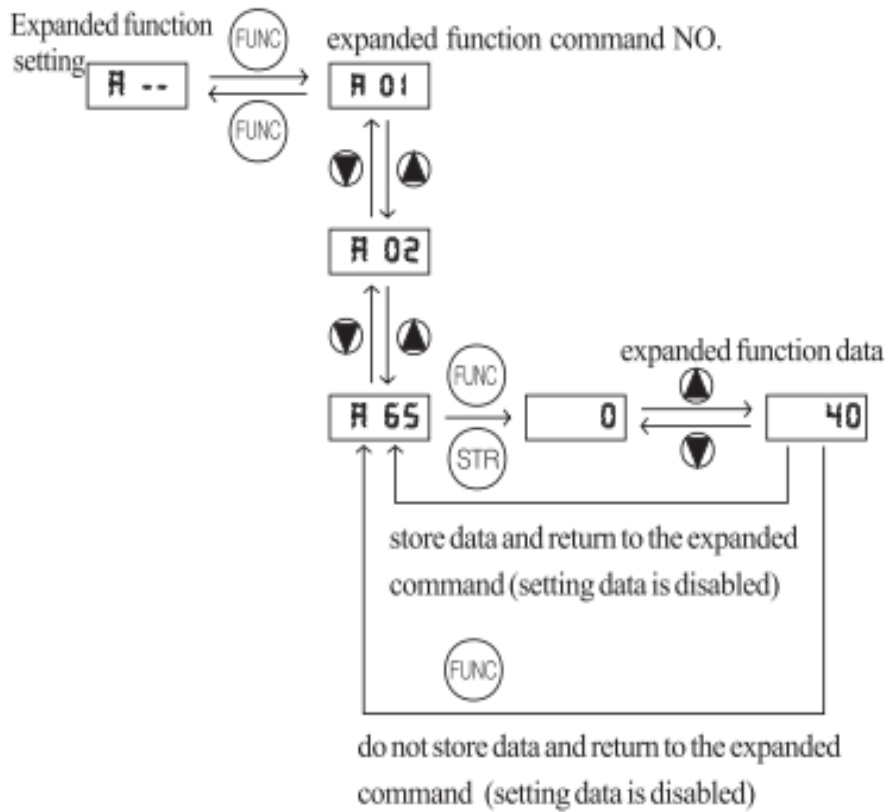 Expanded function
setting
FUNC
expanded function command NO.
A --
A 01
FUNC
A 02
expanded function data
FUNC
A 65
0
40
STR
store data and return to the expanded
command (setting data is disabled)
FUNC
do not store data and return to the expanded
command (setting data is disabled)